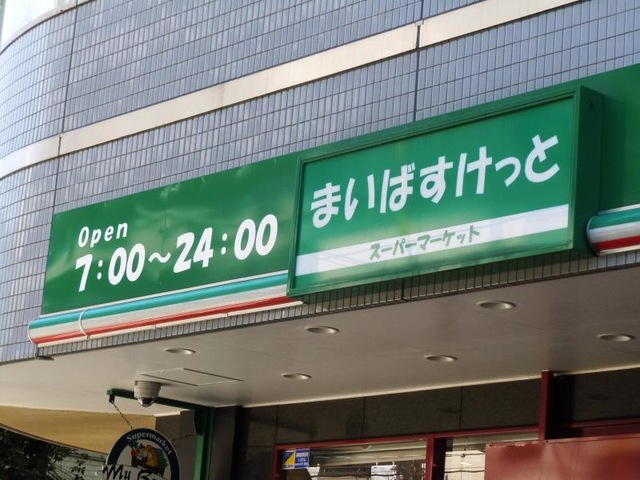 Open
7:00～24:00
まいばすけっと
スーパーマーケット
Supermarket
My